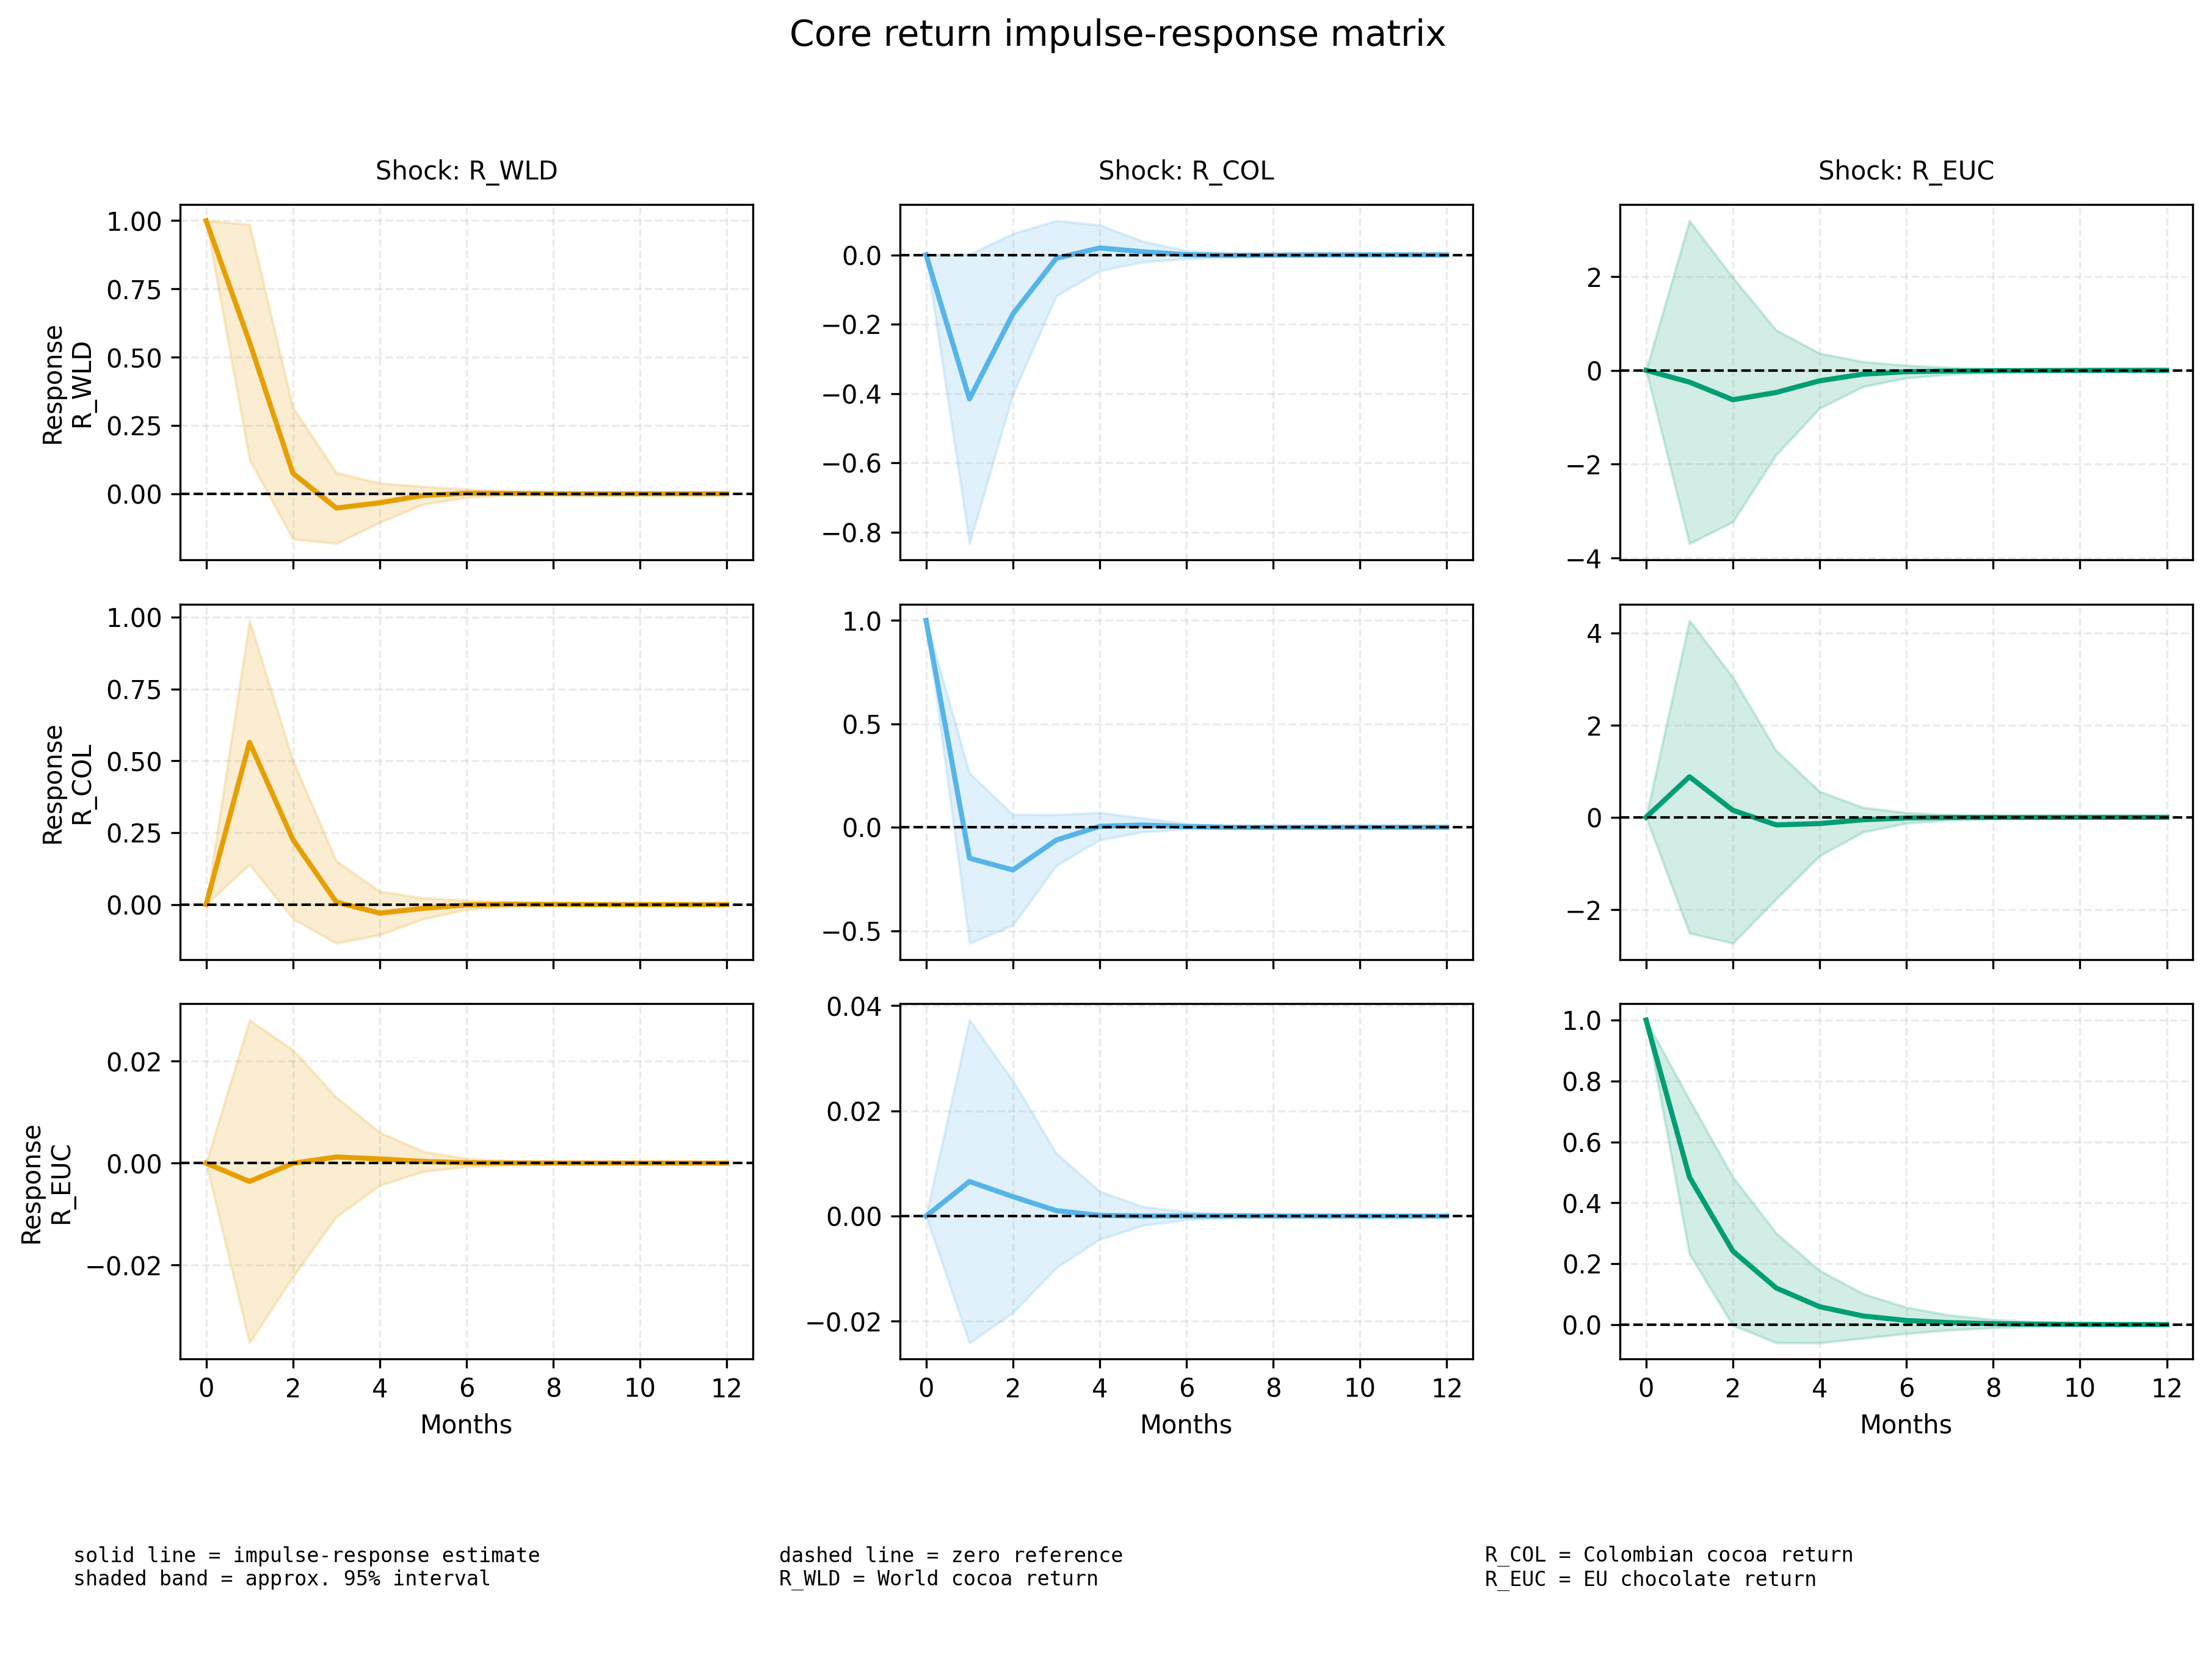 Core return impulse-response matrix
Shock: R_WLD
Shock: R_COL
Shock: R_EUC
Response
R_WLD
1.00
0.75
0.50
0.25
0.00
0.0
−0.2
−0.4
−0.6
−0.8
2
0
−2
−4
Response
R_COL
1.00
0.75
0.50
0.25
0.00
1.0
0.5
0.0
−0.5
4
2
0
−2
Response
R_EUC
0.02
0.00
−0.02
0.04
0.02
0.00
−0.02
1.0
0.8
0.6
0.4
0.2
0.0
0 2 4 6 8 10 12
0 2 4 6 8 10 12
0 2 4 6 8 10 12
Months
Months
Months
solid line = impulse-response estimate
shaded band = approx. 95% interval
dashed line = zero reference
R_WLD = World cocoa return
R_COL = Colombian cocoa return
R_EUC = EU chocolate return